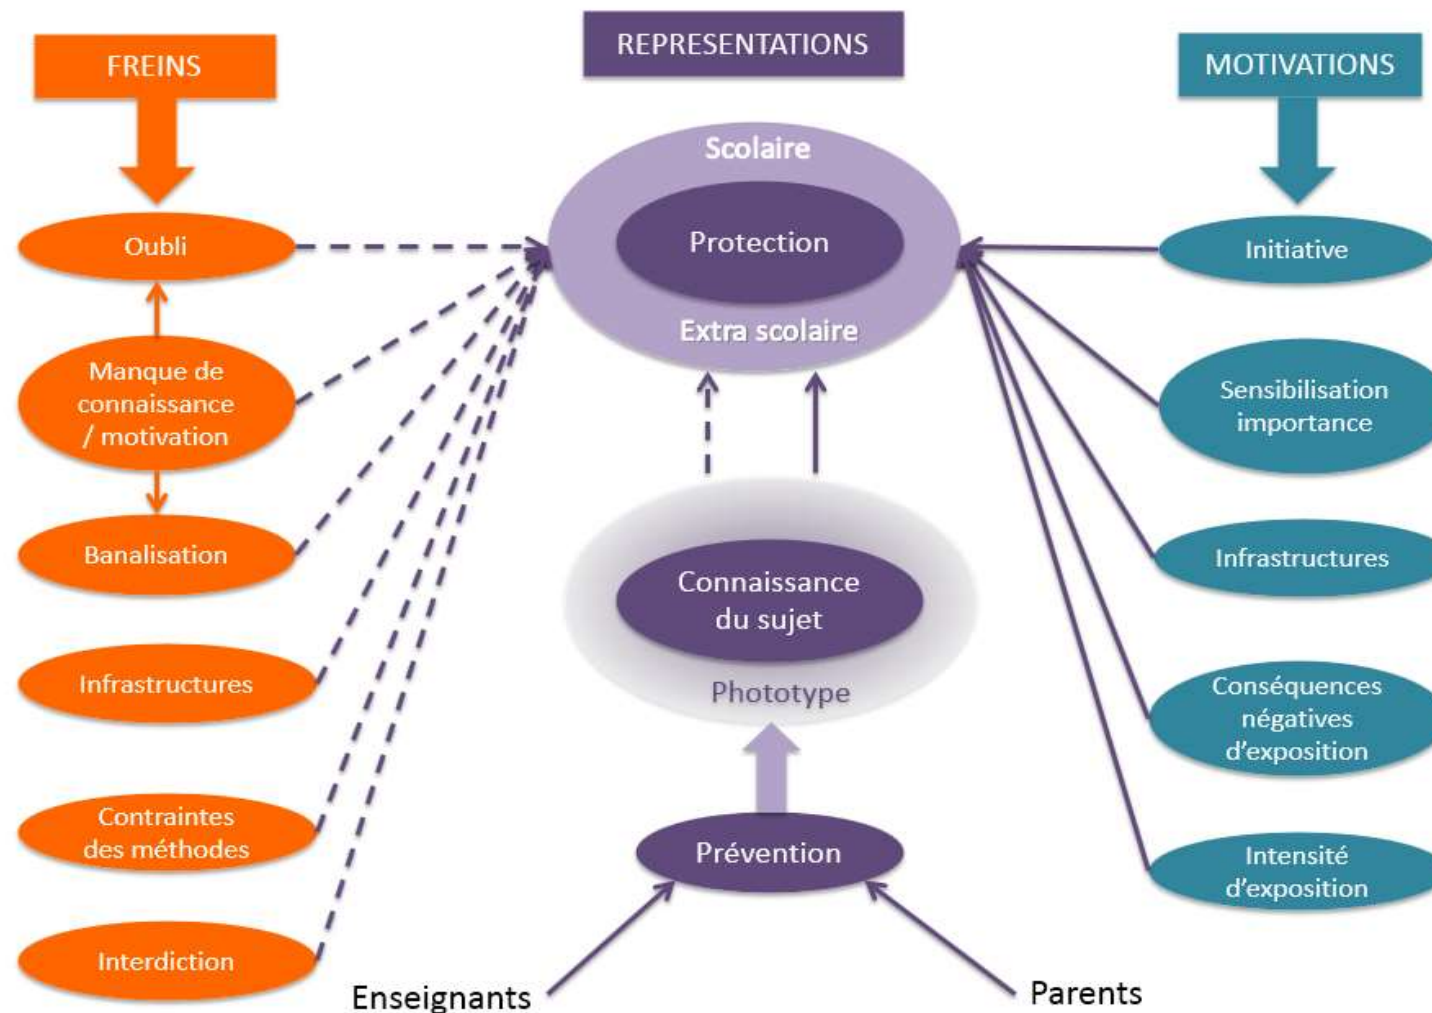 FREINS
REPRESENTATIONS
MOTIVATIONS
Scolaire
Protection
Extra scolaire
Oubli
Manque de
connaissance
/ motivation
Banalisation
Infrastructures
Contraintes
des méthodes
Interdiction
Connaissance
du sujet
Phototype
Prévention
Enseignants
Parents
Initiative
Sensibilisation
importance
Infrastructures
Conséquences
négatives
d’exposition
Intensité
d’exposition